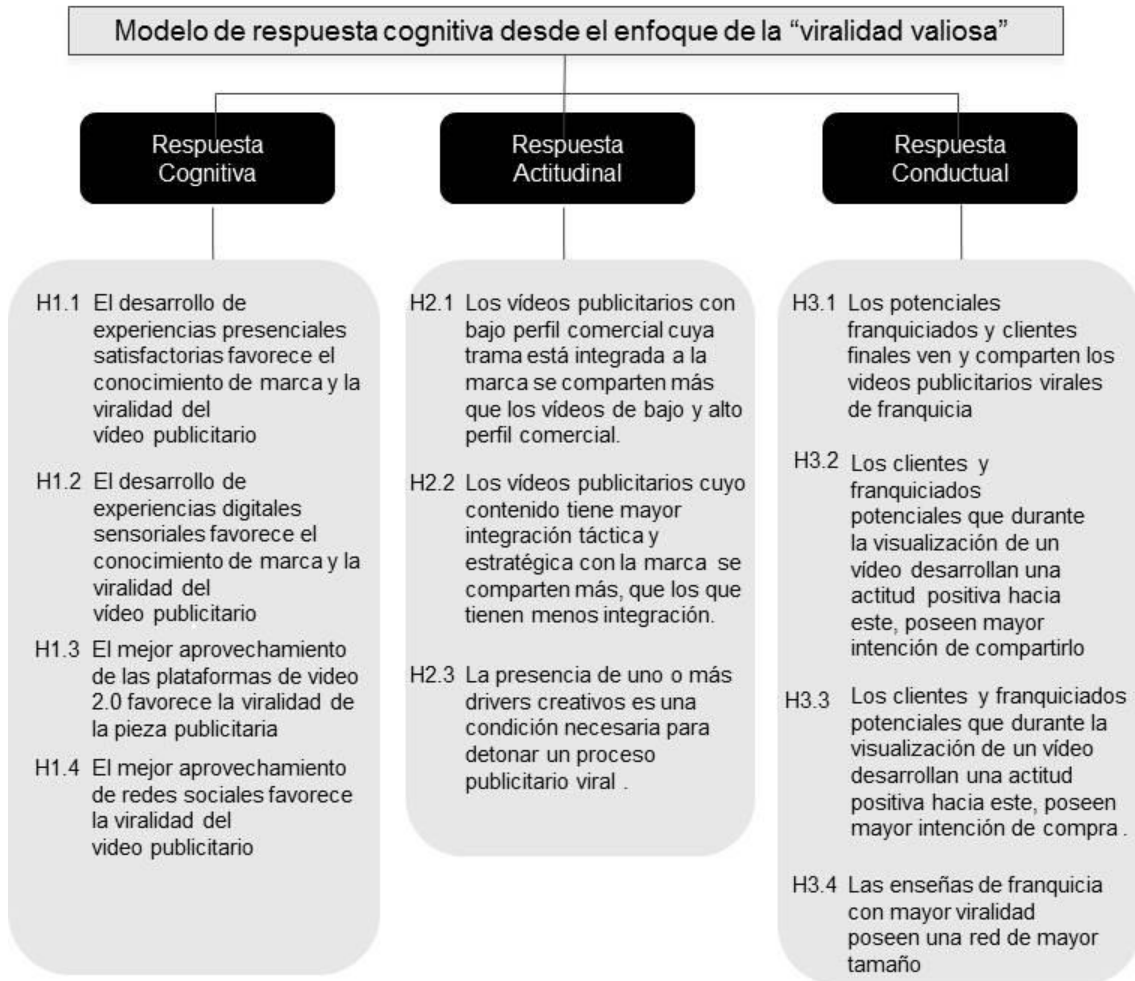 Modelo de respuesta cognitiva desde el enfoque de la “viralidad valiosa”
Respuesta
Cognitiva
H1.1 El desarrollo de
experiencias presenciales
satisfactorias favorece el
conocimiento de marca y la
viralidad del
vídeo publicitario
H1.2 El desarrollo de
experiencias digitales
sensoriales favorece el
conocimiento de marca y la
viralidad del
vídeo publicitario
H1.3 El mejor aprovechamiento
de las plataformas de video
2.0 favorece la viralidad de
la pieza publicitaria
H1.4 El mejor aprovechamiento
de redes sociales favorece
la viralidad del
video publicitario
Respuesta
Actitudinal
H2.1 Los vídeos publicitarios con
bajo perfil comercial cuya
trama está integrada a la
marca se comparten más
que los vídeos de bajo y alto
perfil comercial.
H2.2 Los vídeos publicitarios cuyo
contenido tiene mayor
integración táctica y
estratégica con la marca se
comparten más, que los que
tienen menos integración.
H2.3 La presencia de uno o más
drivers creativos es una
condición necesaria para
detonar un proceso
publicitario viral .
Respuesta
Conductual
H3.1 Los potenciales
franquiciados y clientes
finales ven y comparten los
videos publicitarios virales
de franquicia
H3.2 Los clientes y
franquiciados
potenciales que durante
la visualización de un
vídeo desarrollan una
actitud positiva hacia
este, poseen mayor
intención de compartirlo
H3.3 Los clientes y franquiciados
potenciales que durante la
visualización de un vídeo
desarrollan una actitud
positiva hacia este, poseen
mayor intención de compra .
H3.4 Las enseñas de franquicia
con mayor viralidad
poseen una red de mayor
tamaño